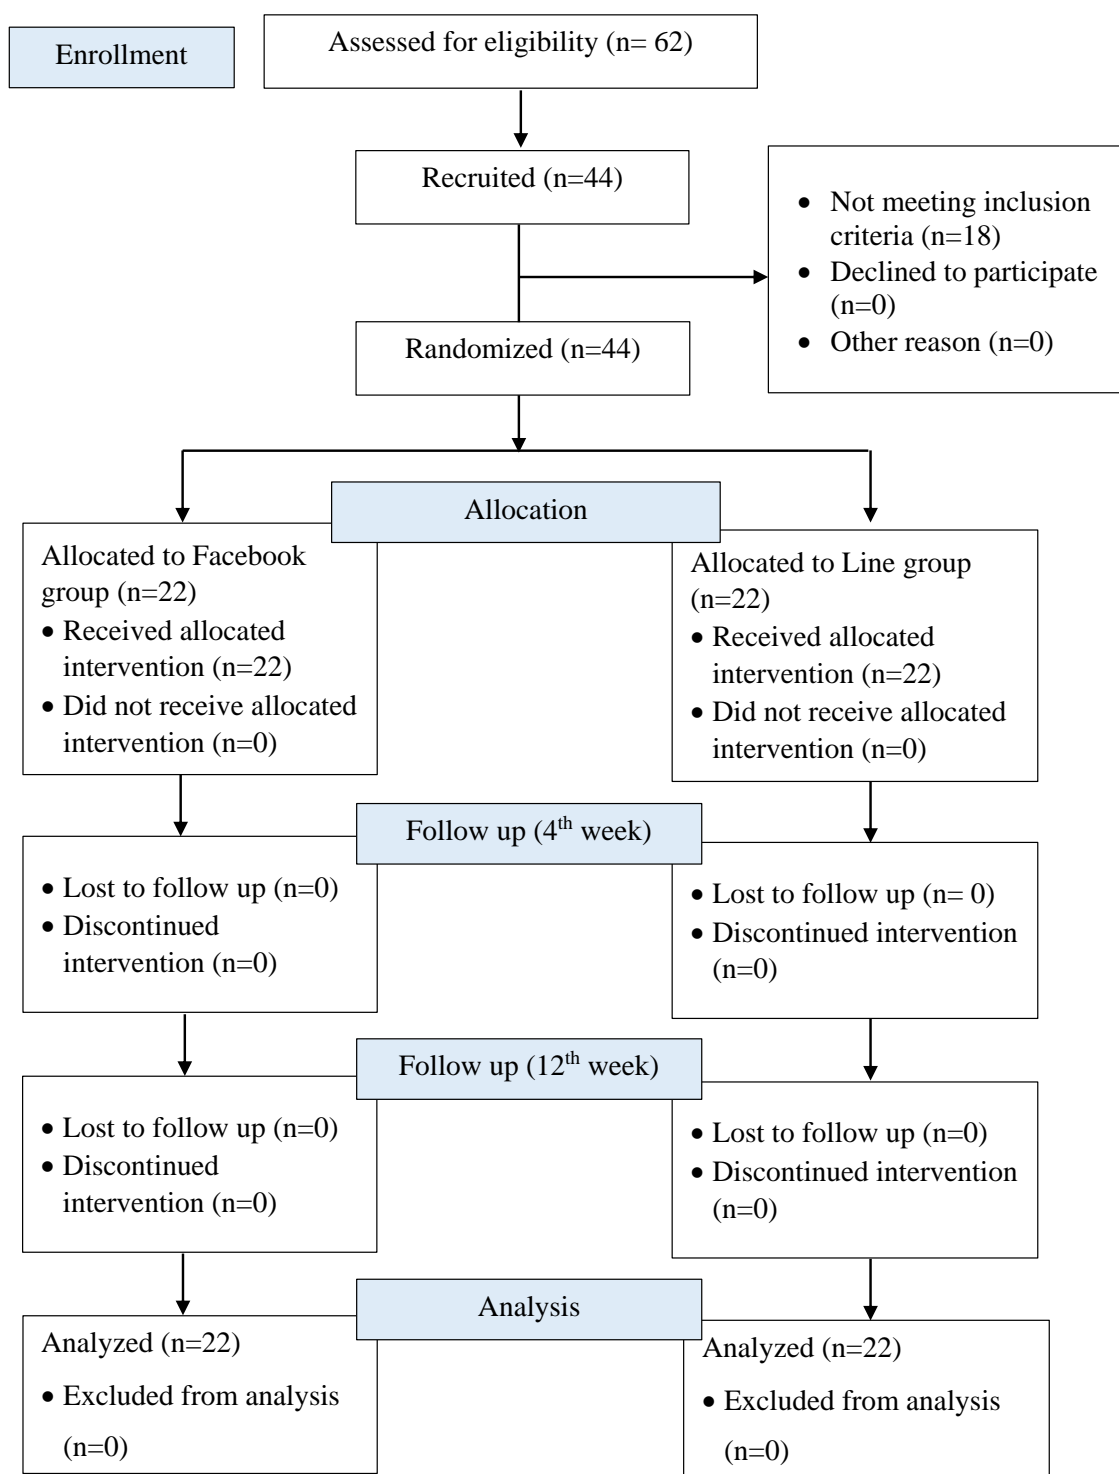 Enrollment
Assessed for eligibility (n= 62)
Recruited (n=44)
• Not meeting inclusion
criteria (n=18)
• Declined to participate
(n=0)
• Other reason (n=0)
Randomized (n=44)
Allocation
Allocated to Facebook
group (n=22)
• Received allocated
intervention (n=22)
• Did not receive allocated
intervention (n=0)
Allocated to Line group
(n=22)
• Received allocated
intervention (n=22)
• Did not receive allocated
intervention (n=0)
Follow up (4th week)
• Lost to follow up (n=0)
• Discontinued
intervention (n=0)
• Lost to follow up (n= 0)
• Discontinued intervention
(n=0)
Follow up (12th week)
• Lost to follow up (n=0)
• Discontinued
intervention (n=0)
• Lost to follow up (n=0)
• Discontinued intervention
(n=0)
Analysis
Analyzed (n=22)
• Excluded from analysis
(n=0)
Analyzed (n=22)
• Excluded from analysis
(n=0)